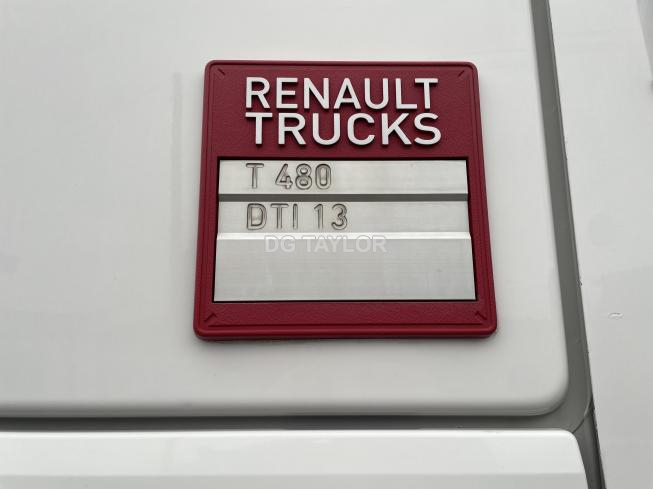 RENAULT
TRUCKS
T 480
DTI 13
DG TAYLOR